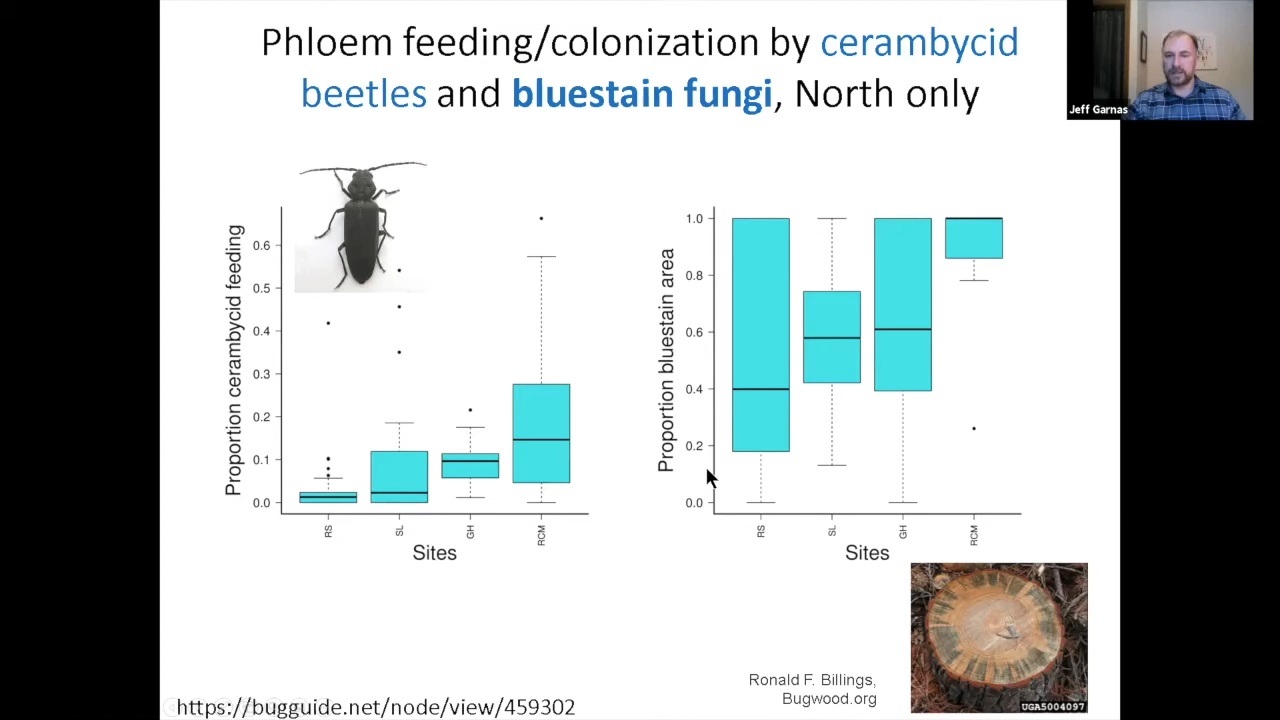 Phloem feeding/colonization by cerambycid
beetles and bluestain fungi, North only
Jeff Garnas
Proportion cerambycid feeding
0.6
0.5
0.4
0.3
0.2
0.1
0.0
RS
SL
GH
RCM
Sites
Proportion bluestain area
1.0
0.8
0.6
0.4
0.2
0.0
RS
SL
GH
RCM
Sites
Ronald F. Billings,
Bugwood.org
UGA5004097
https://bugguide.net/node/view/459302